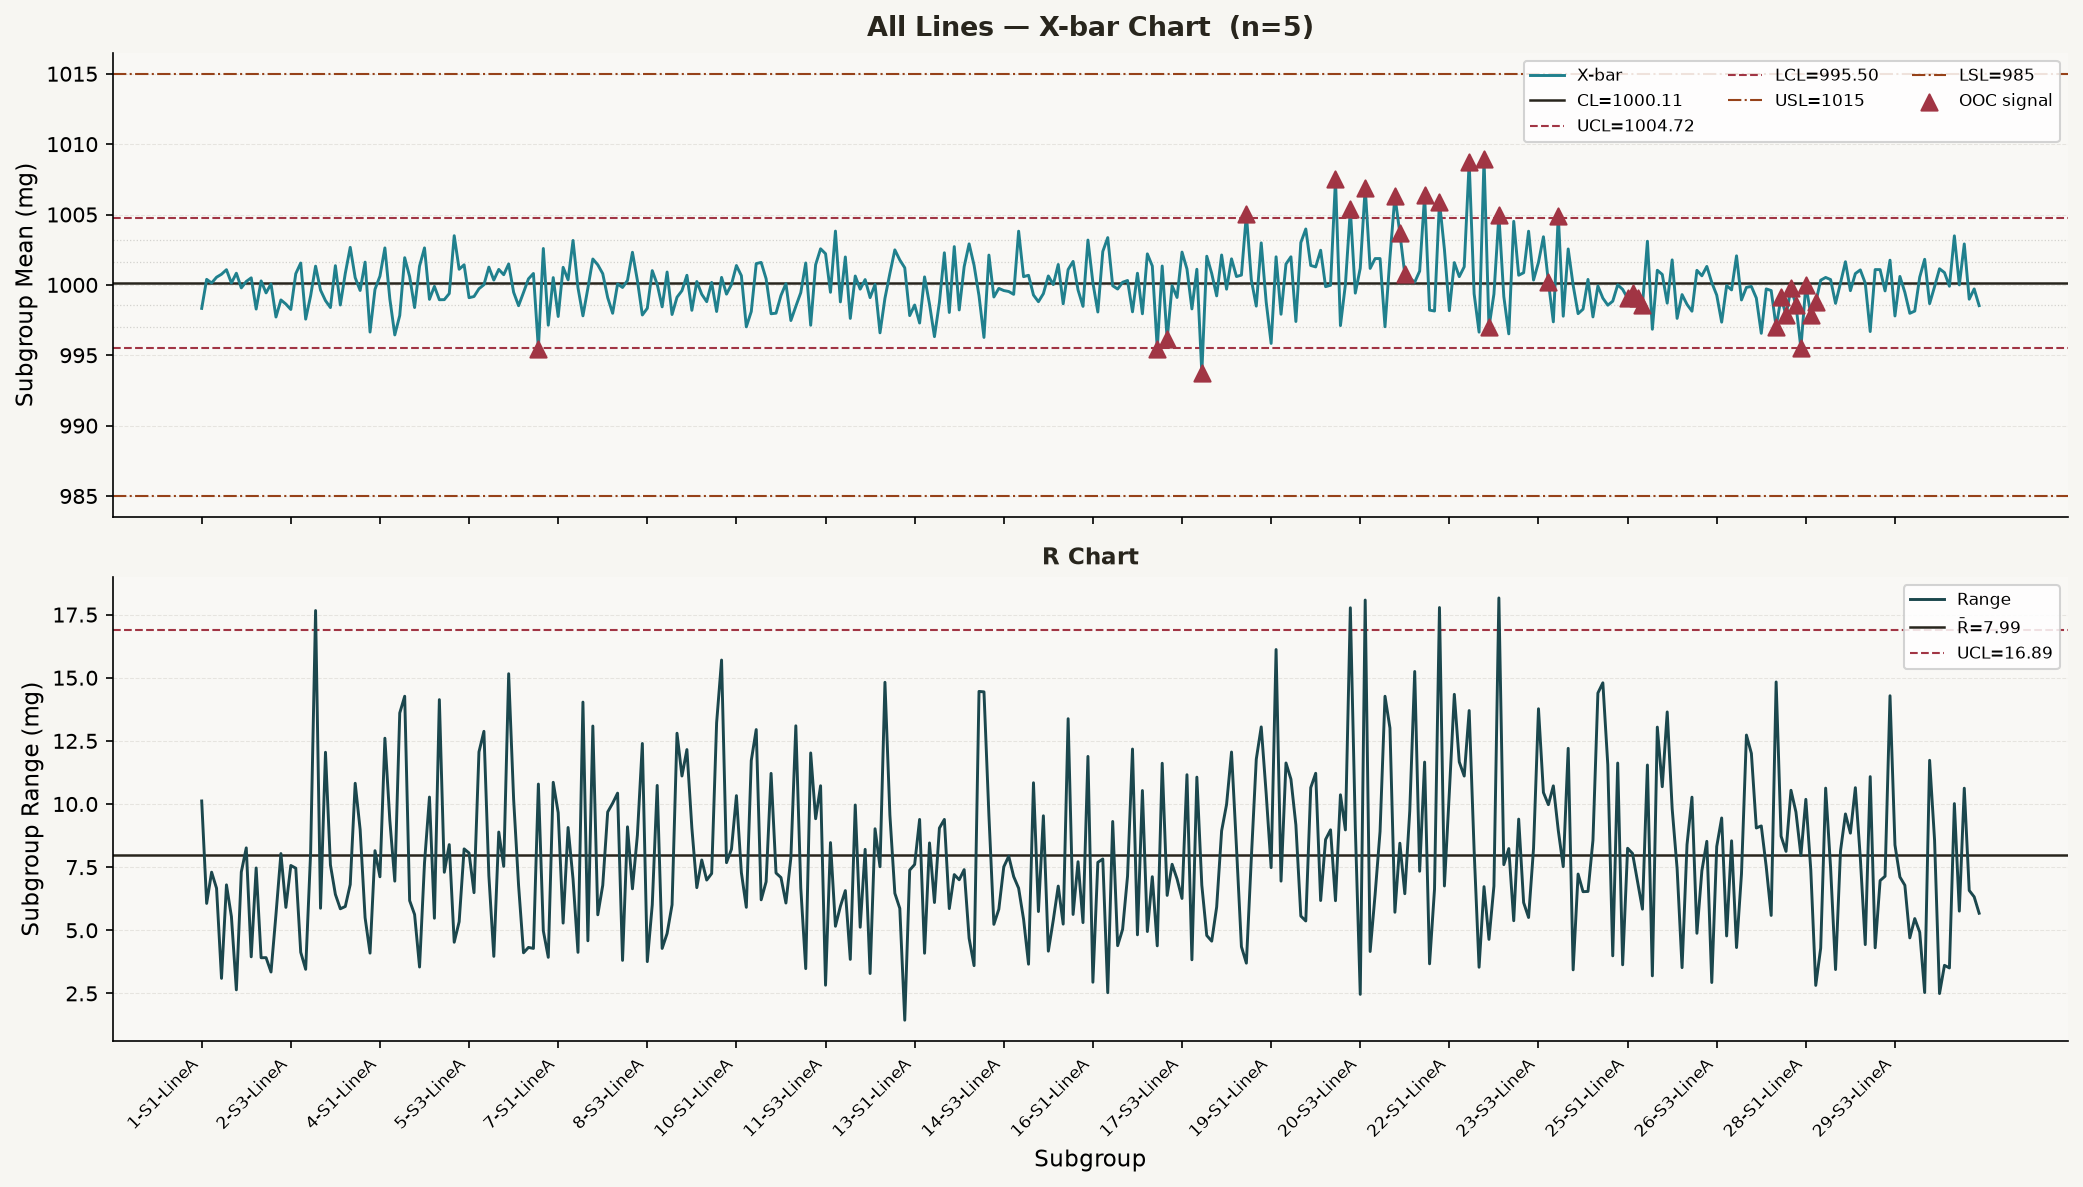 All Lines — X-bar Chart  (n=5)
1015
1010
1005
1000
995
990
985
Subgroup Mean (mg)
X-bar
CL=1000.11
UCL=1004.72
LCL=995.50
USL=1015
LSL=985
OOC signal
R Chart
17.5
15.0
12.5
10.0
7.5
5.0
2.5
Subgroup Range (mg)
Range
R̄=7.99
UCL=16.89
1-S1-LineA
2-S3-LineA
4-S1-LineA
5-S3-LineA
7-S1-LineA
8-S3-LineA
10-S1-LineA
11-S3-LineA
13-S1-LineA
14-S3-LineA
16-S1-LineA
17-S3-LineA
19-S1-LineA
20-S3-LineA
22-S1-LineA
23-S3-LineA
25-S1-LineA
26-S3-LineA
28-S1-LineA
29-S3-LineA
Subgroup